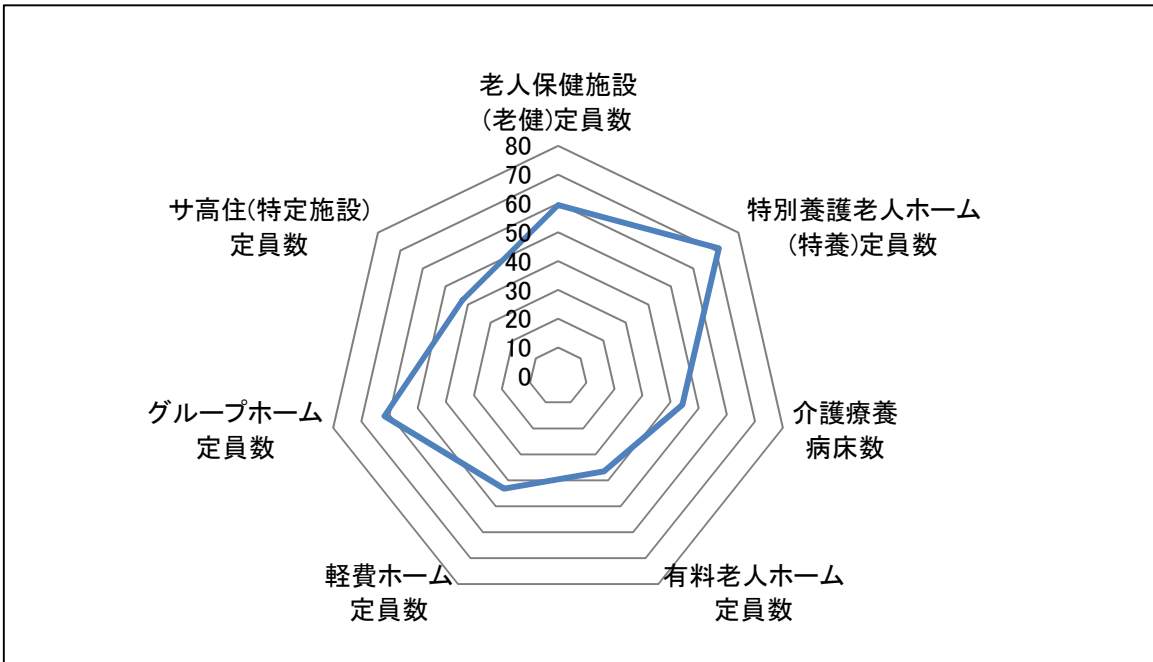 老人保健施設
(老健)定員数
80
70
60
50
40
30
20
10
0
特別養護老人ホーム
(特養)定員数
介護療養
病床数
有料老人ホーム
定員数
軽費ホーム
定員数
グループホーム
定員数
サ高住(特定施設)
定員数